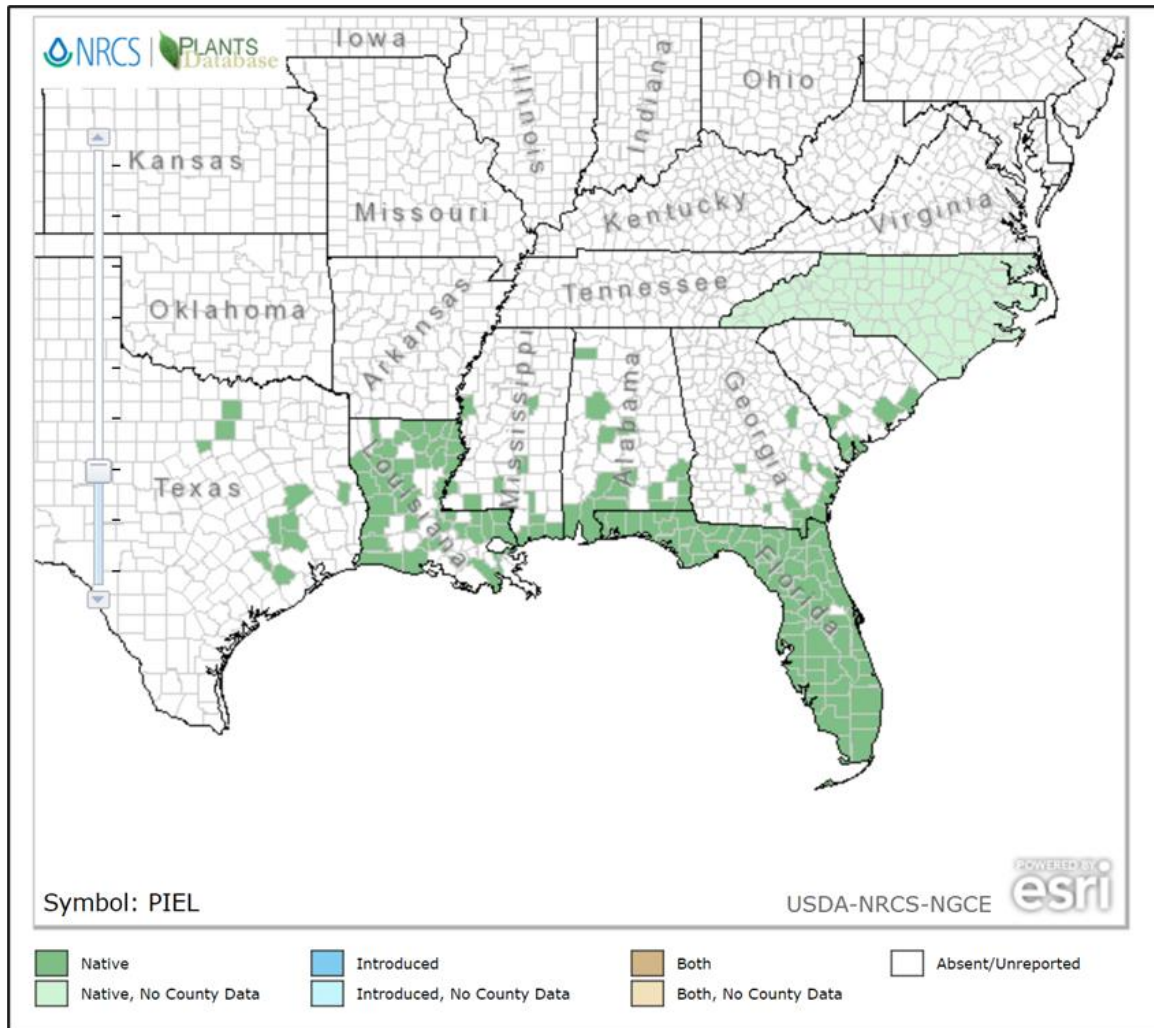 NRCS | PLANTS
Database
Iowa
Illinois
Indiana
Ohio
Kansas
Missouri
Kentucky
Virginia
Oklahoma
Arkansas
Tennessee
Mississippi
Alabama
Georgia
Texas
Louisiana
Florida
Symbol: PIEL
USDA-NRCS-NGCE
POWERED BY
esri
Native
Introduced
Both
Absent/Unreported
Native, No County Data
Introduced, No County Data
Both, No County Data